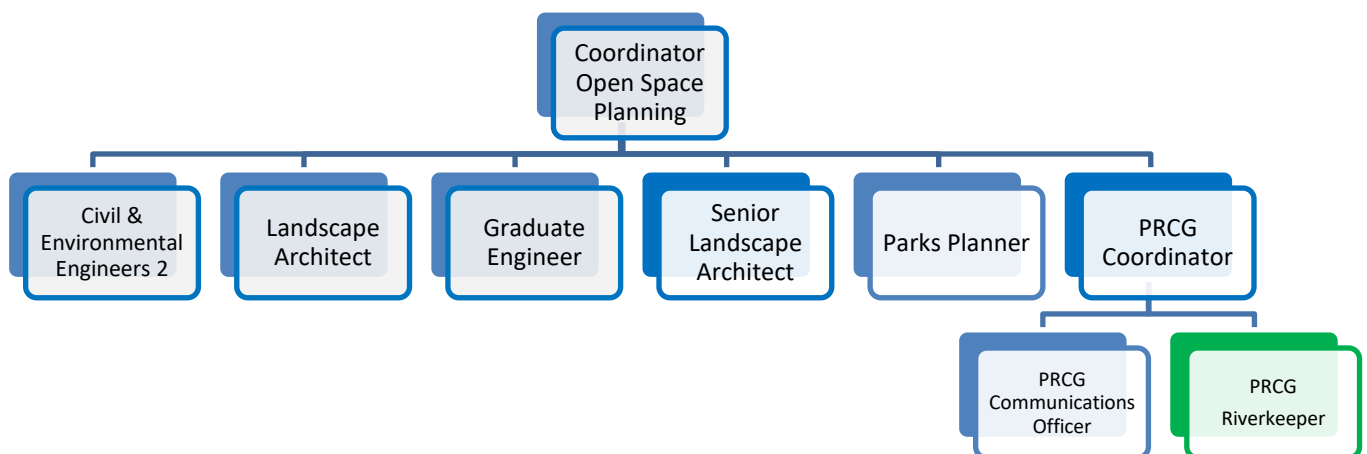 Coordinator
Open Space
Planning
Civil &
Environmental
Engineers 2
Landscape
Architect
Graduate
Engineer
Senior
Landscape
Architect
Parks Planner
PRCG
Coordinator
PRCG
Communications
Officer
PRCG
Riverkeeper